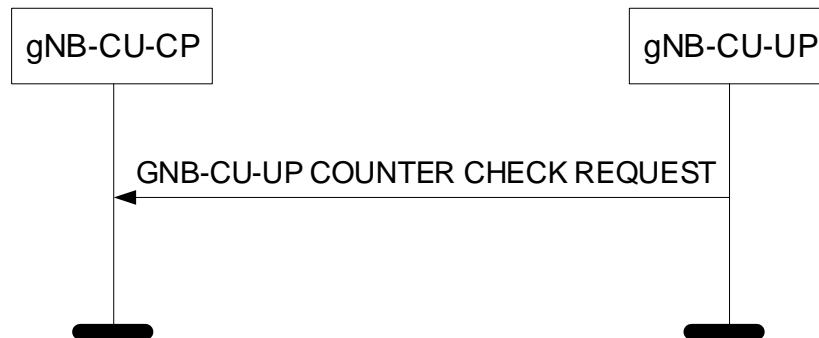 gNB-CU-CP
gNB-CU-UP
GNB-CU-UP COUNTER CHECK REQUEST